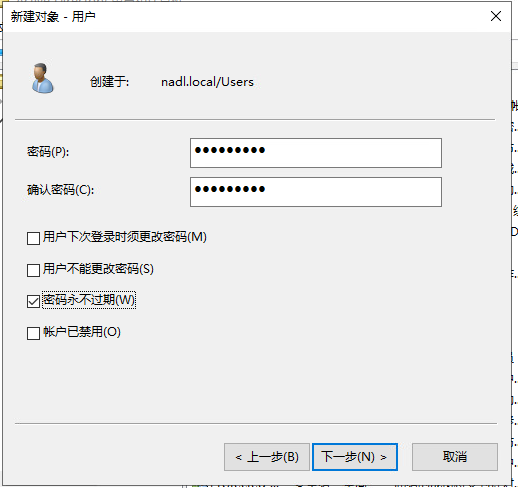 新建对象 - 用户
创建于: nadl.local/Users
密码(P): ●●●●●●●●●
确认密码(C): ●●●●●●●●●
用户下次登录时须更改密码(M)
用户不能更改密码(S)
密码永不过期(W)
帐户已禁用(O)
< 上一步(B) 下一步(N) > 取消